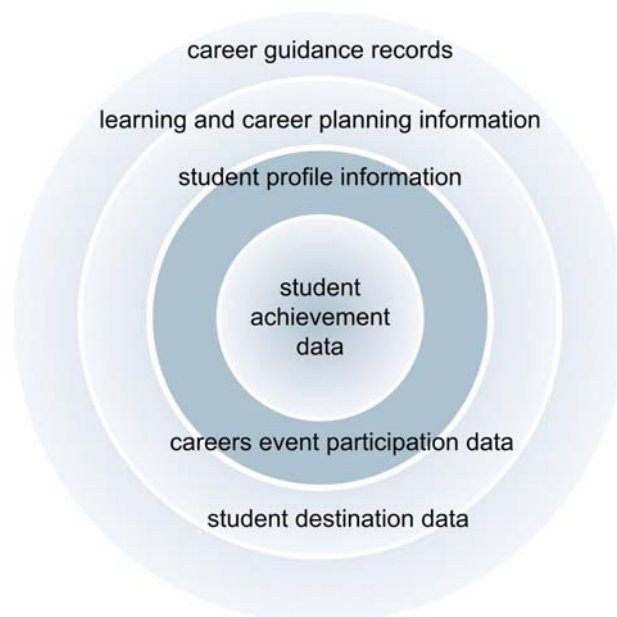 career guidance records
learning and career planning information
student profile information
student
achievement
data
careers event participation data
student destination data